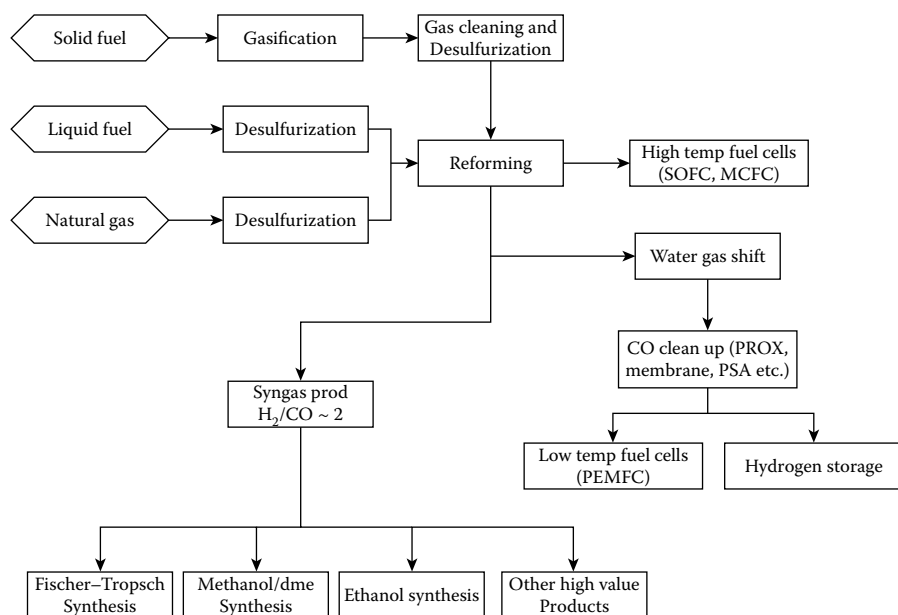 Solid fuel
Gasification
Gas cleaning and
Desulfurization
Liquid fuel
Desulfurization
Reforming
High temp fuel cells
(SOFC, MCFC)
Natural gas
Desulfurization
Water gas shift
CO clean up (PROX,
membrane, PSA etc.)
Syngas prod
H₂/CO ~ 2
Low temp fuel cells
(PEMFC)
Hydrogen storage
Fischer–Tropsch
Synthesis
Methanol/dme
Synthesis
Ethanol synthesis
Other high value
Products